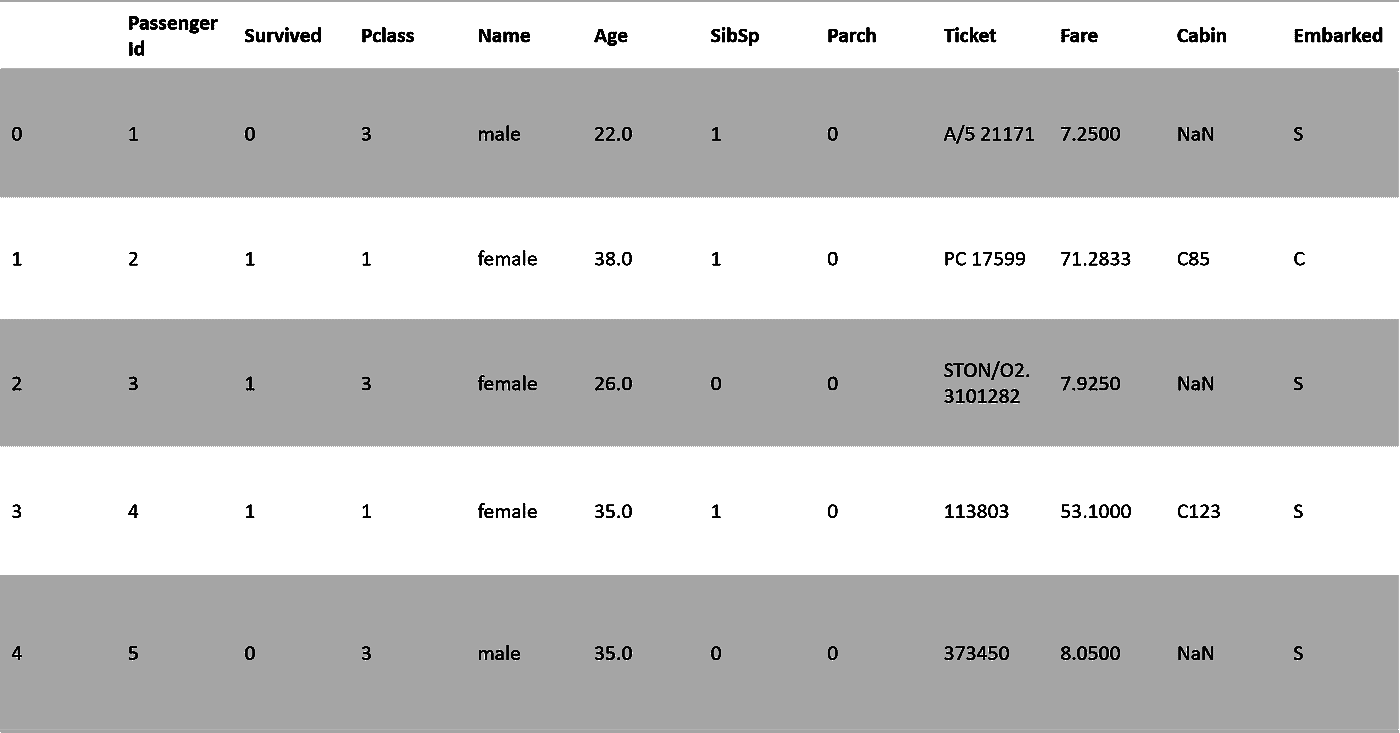 Passenger Id Survived Pclass Name Age SibSp Parch Ticket Fare Cabin Embarked
0 1 0 3 male 22.0 1 0 A/5 21171 7.2500 NaN S
1 2 1 1 female 38.0 1 0 PC 17599 71.2833 C85 C
2 3 1 3 female 26.0 0 0 STON/O2. 3101282 7.9250 NaN S
3 4 1 1 female 35.0 1 0 113803 53.1000 C123 S
4 5 0 3 male 35.0 0 0 373450 8.0500 NaN S